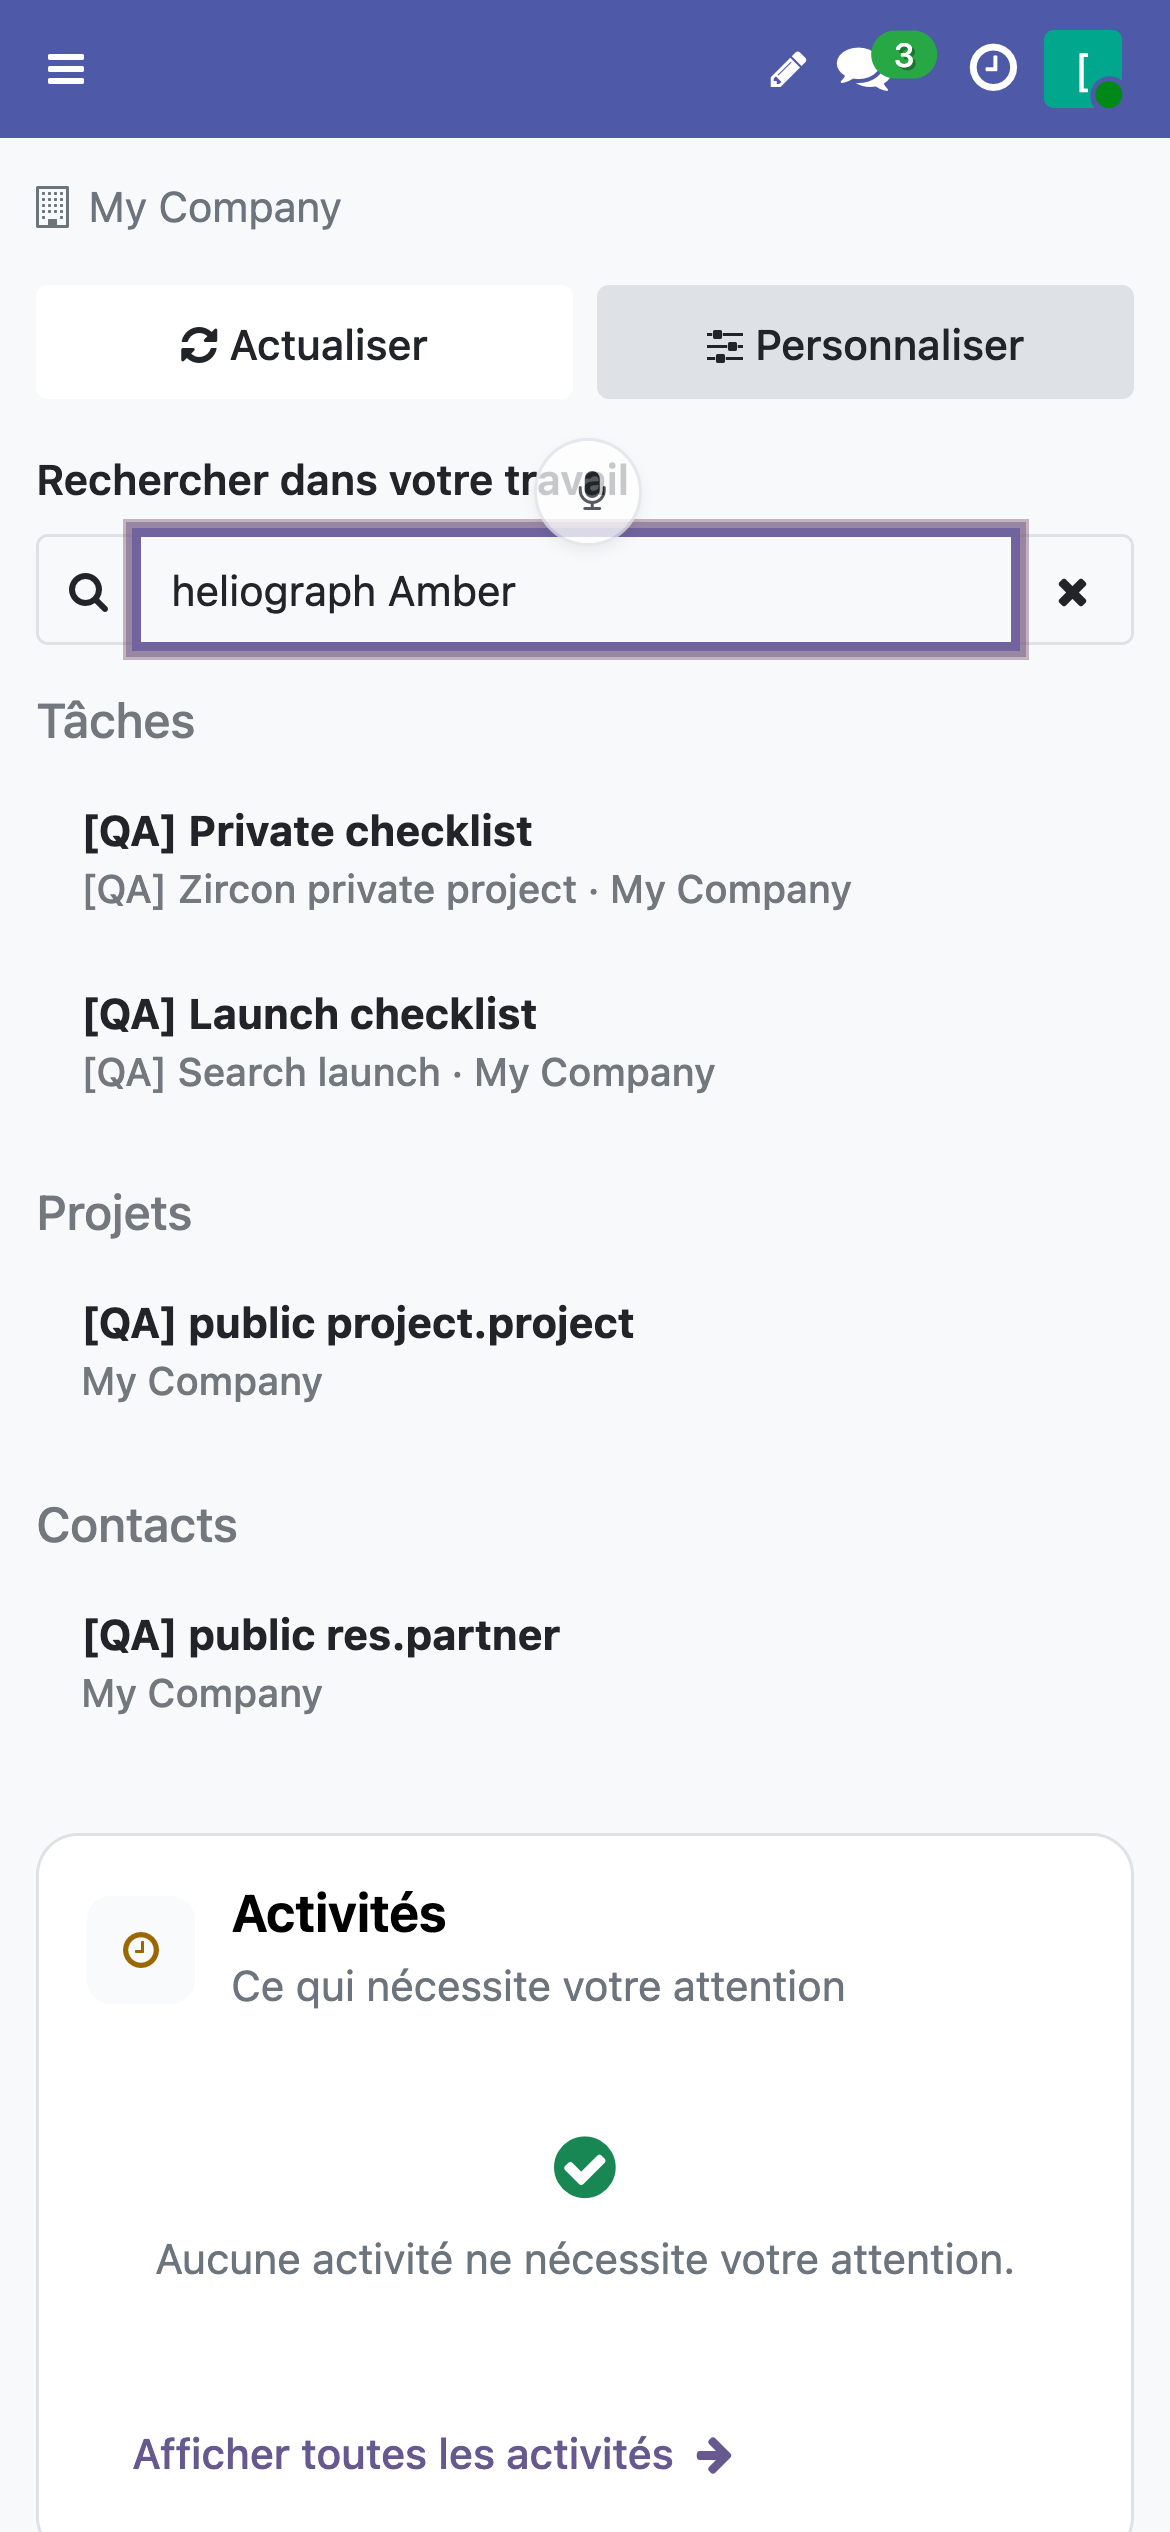 3
[
My Company
Actualiser
Personnaliser
Rechercher dans votre travail
heliograph Amber
Tâches
[QA] Private checklist
[QA] Zircon private project · My Company
[QA] Launch checklist
[QA] Search launch · My Company
Projets
[QA] public project.project
My Company
Contacts
[QA] public res.partner
My Company
Activités
Ce qui nécessite votre attention
Aucune activité ne nécessite votre attention.
Afficher toutes les activités